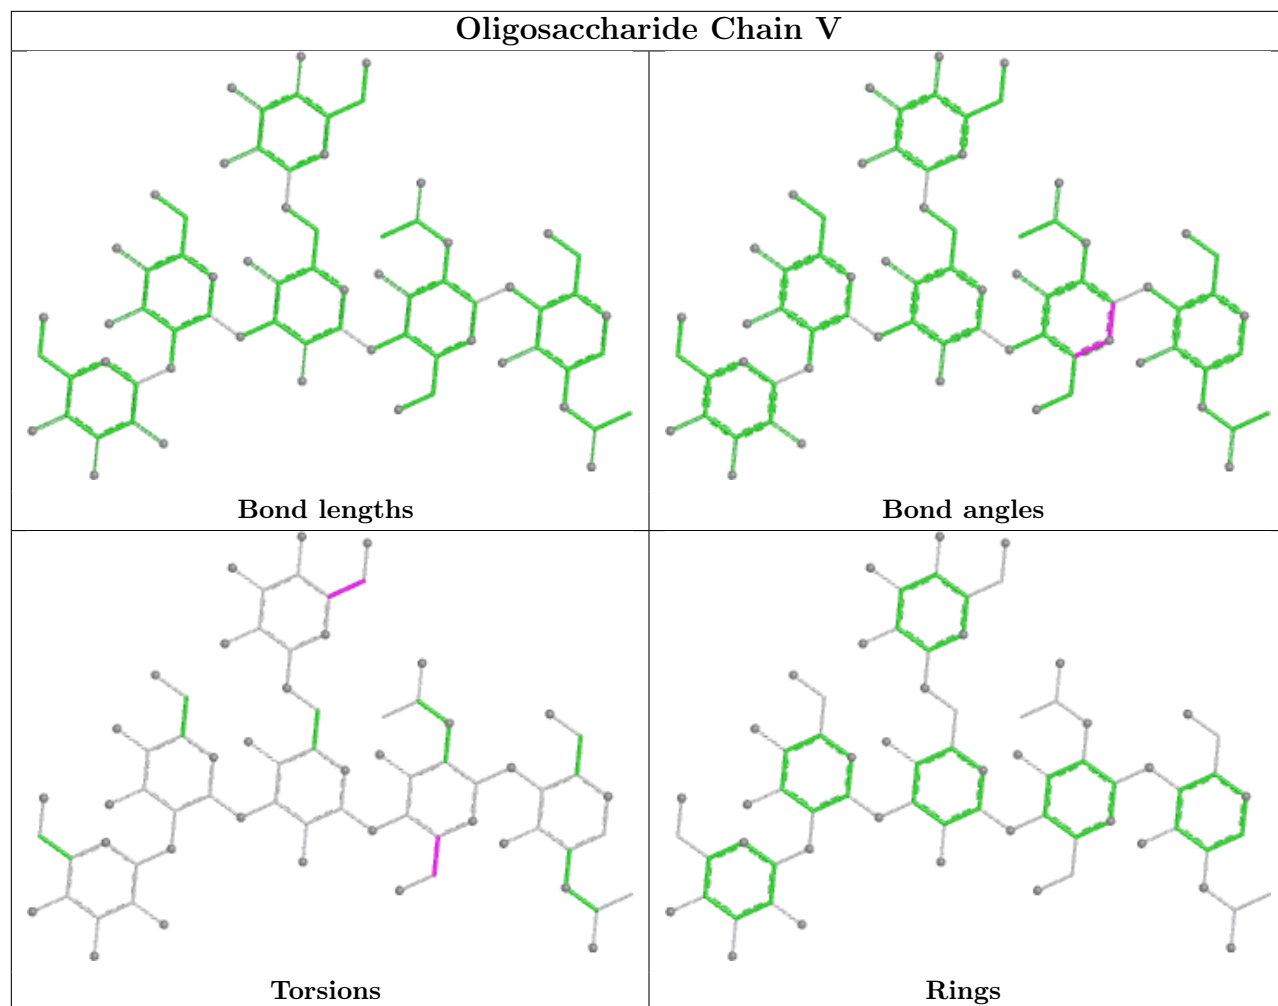 Oligosaccharide Chain V
Bond lengths
Bond angles
Torsions
Rings